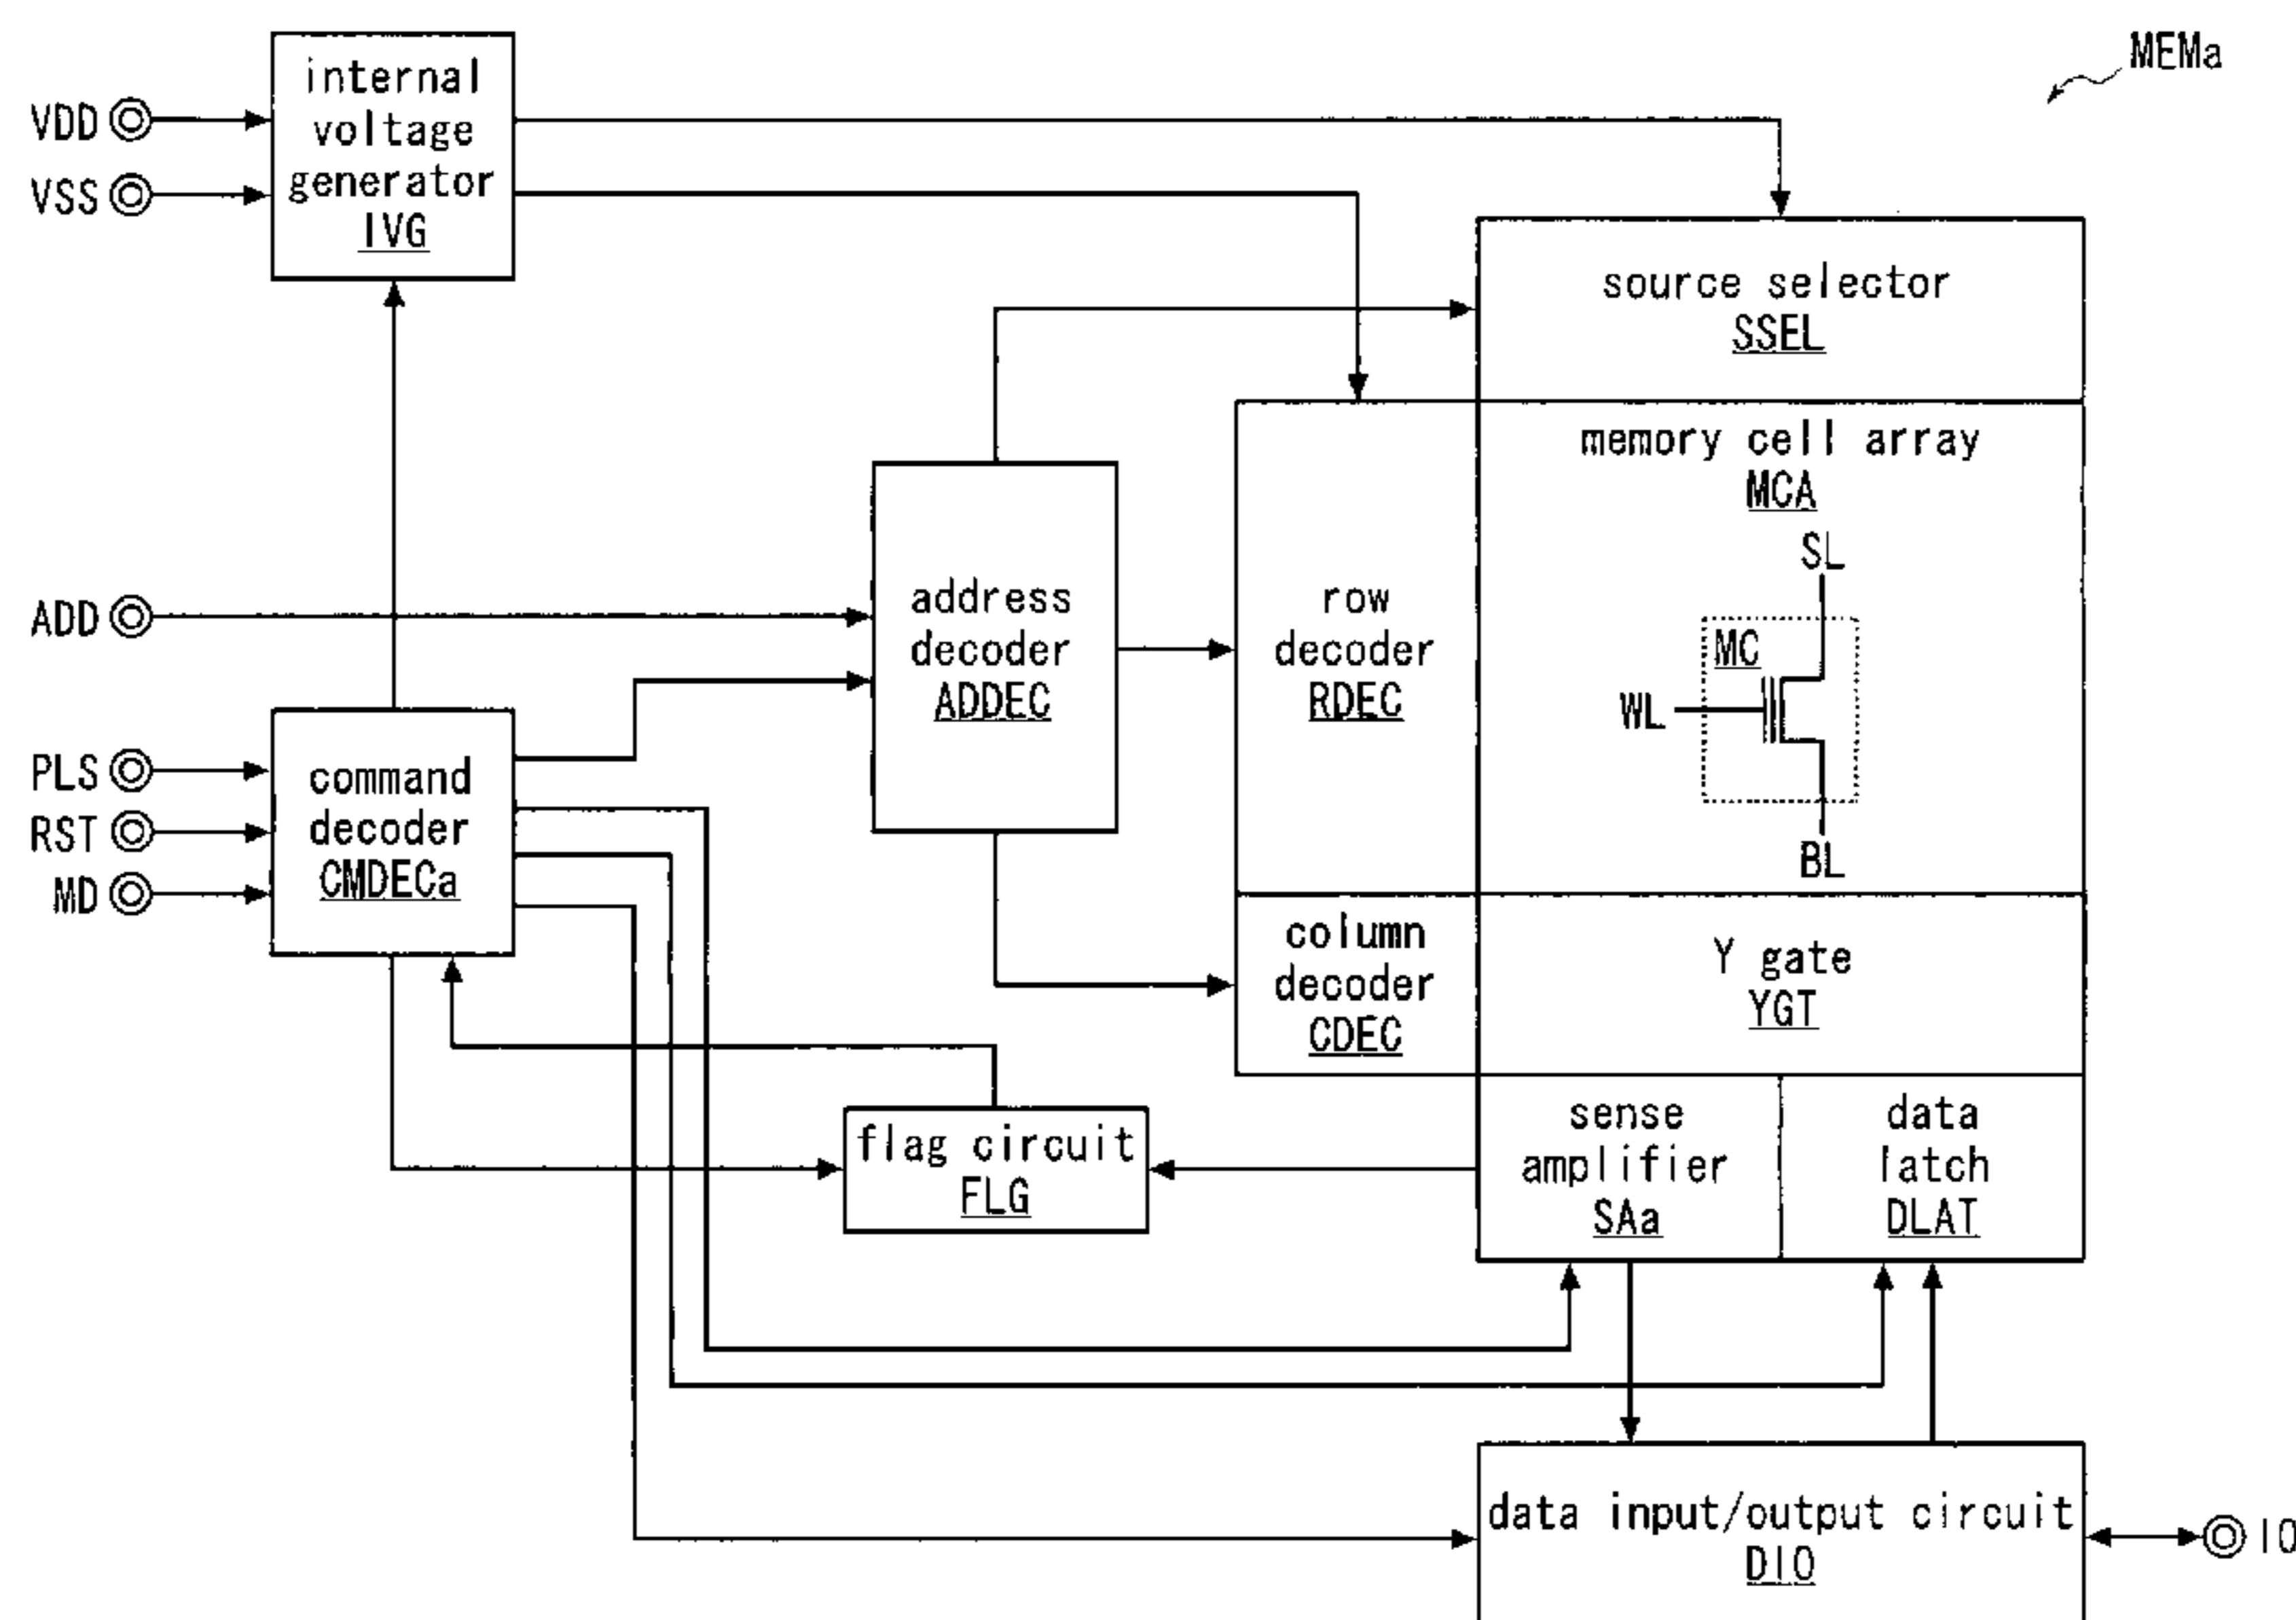 MEMa
VDD
VSS
internal
voltage
generator
IVG
source selector
SSEL
memory cell array
MCA
SL
MC
WL
BL
ADD
address
decoder
ADDEC
row
decoder
RDEC
PLS
RST
MD
command
decoder
CMDECa
column
decoder
CDEC
Y gate
YGT
flag circuit
FLG
sense
amplifier
SAa
data
latch
DLAT
data input/output circuit
DIO
IO